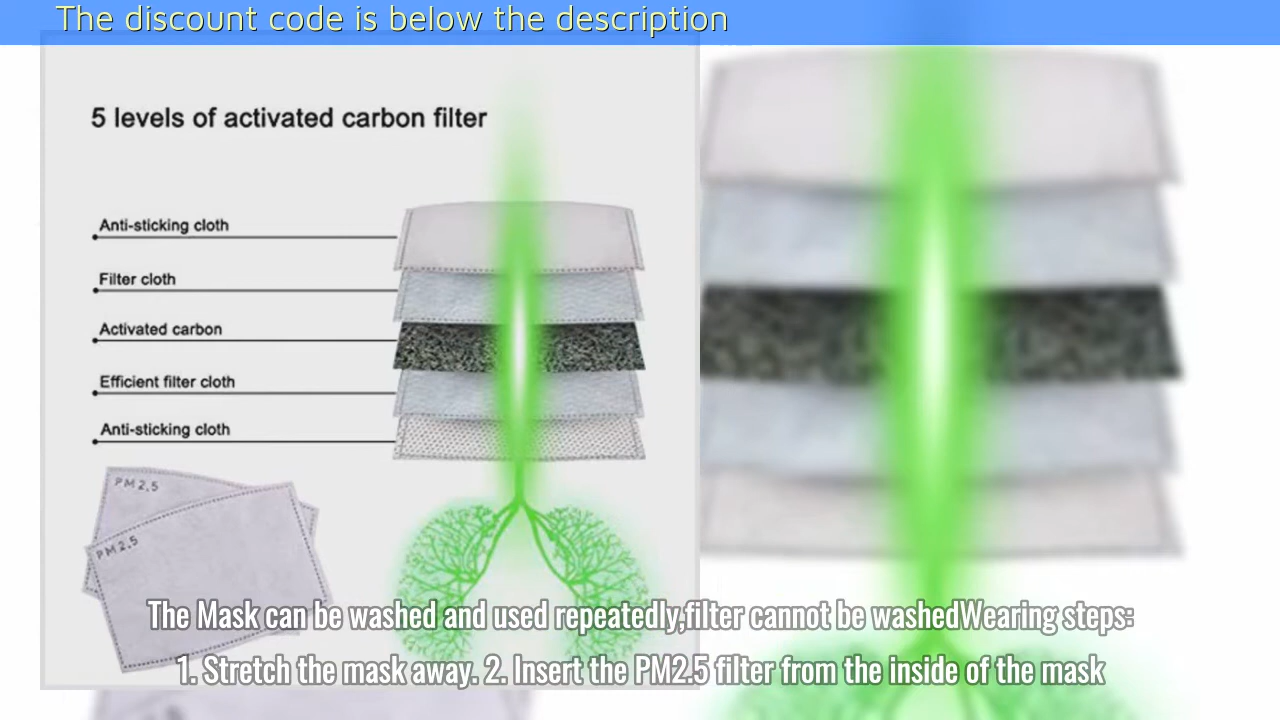 The discount code is below the description
5 levels of activated carbon filter
Anti-sticking cloth
Filter cloth
Activated carbon
Efficient filter cloth
Anti-sticking cloth
PM2.5
PM2.5
The Mask can be washed and used repeatedly,filter cannot be washedWearing steps:
1. Stretch the mask away. 2. Insert the PM2.5 filter from the inside of the mask